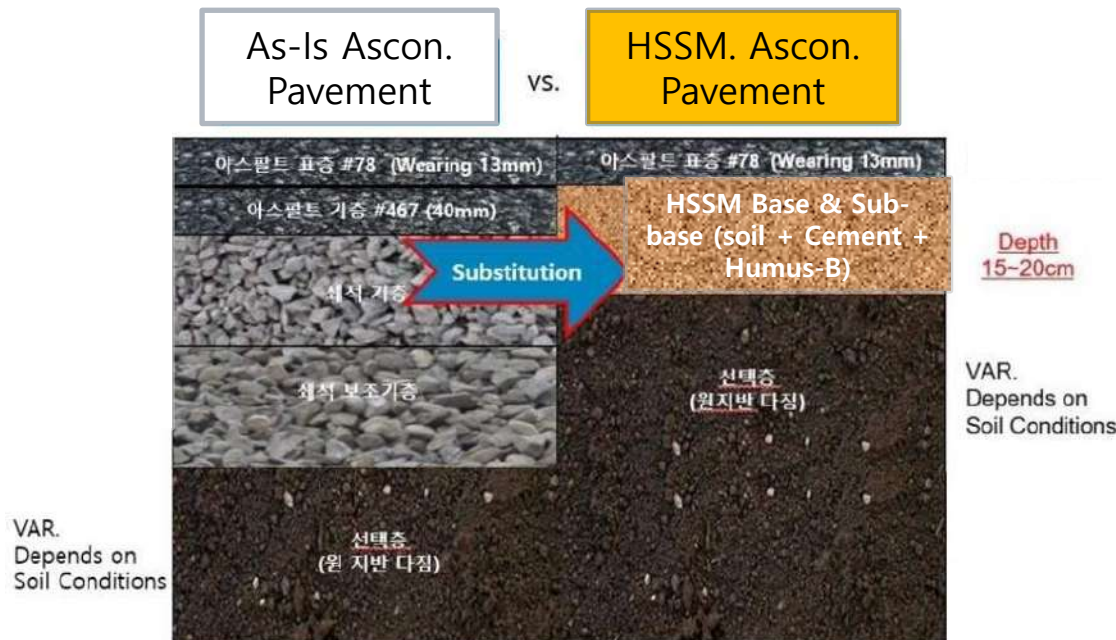 As-Is Ascon.
Pavement
vs.
HSSM. Ascon.
Pavement
아스팔트 표층 #78 (Wearing 13mm)
아스팔트 표층 #78 (Wearing 13mm)
아스팔트 기층 #467 (40mm)
쇄석 기층
Substitution
HSSM Base & Sub-
base (soil + Cement +
Humus-B)
Depth
15~20cm
쇄석 보조기층
선택층
(원지반 다짐)
VAR.
Depends on
Soil Conditions
VAR.
Depends on
Soil Conditions
선택층
(원 지반 다짐)